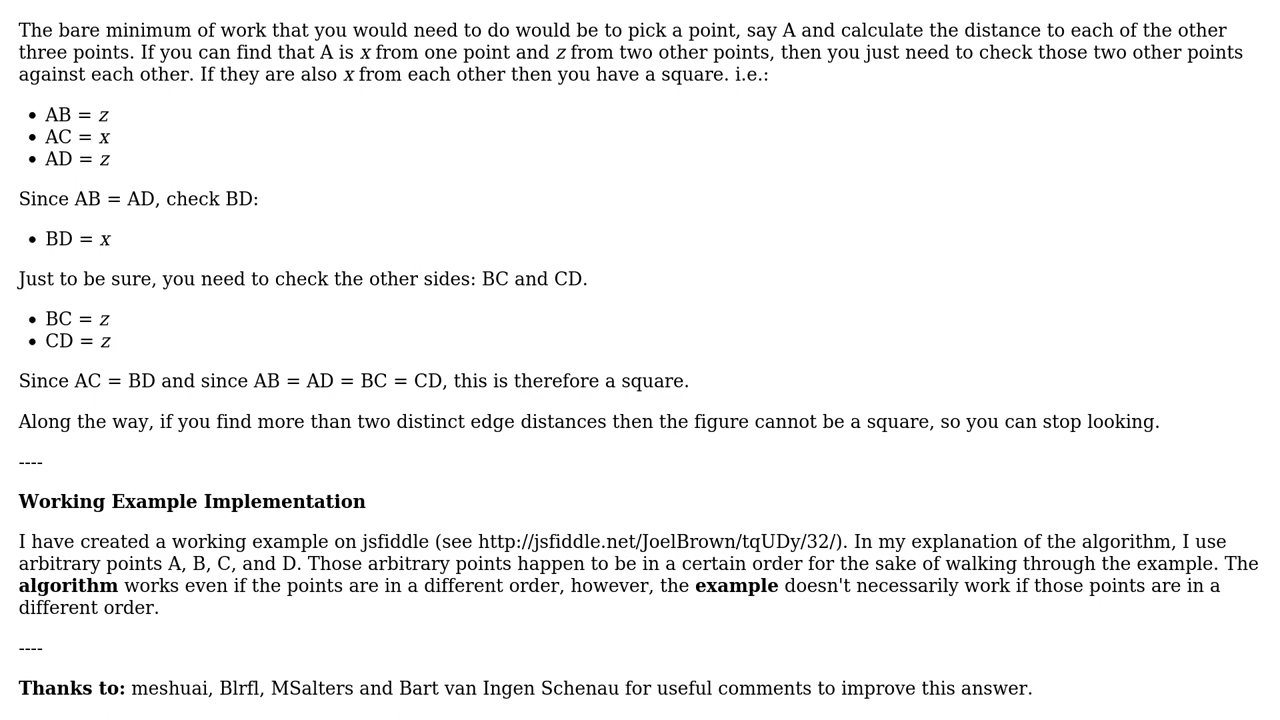 The bare minimum of work that you would need to do would be to pick a point, say A and calculate the distance to each of the other
three points. If you can find that A is x from one point and z from two other points, then you just need to check those two other points
against each other. If they are also x from each other then you have a square. i.e.:
• AB = z
• AC = x
• AD = z
Since AB = AD, check BD:
• BD = x
Just to be sure, you need to check the other sides: BC and CD.
• BC = z
• CD = z
Since AC = BD and since AB = AD = BC = CD, this is therefore a square.
Along the way, if you find more than two distinct edge distances then the figure cannot be a square, so you can stop looking.
----
Working Example Implementation
I have created a working example on jsfiddle (see http://jsfiddle.net/JoelBrown/tqUDy/32/). In my explanation of the algorithm, I use
arbitrary points A, B, C, and D. Those arbitrary points happen to be in a certain order for the sake of walking through the example. The
algorithm works even if the points are in a different order, however, the example doesn't necessarily work if those points are in a
different order.
----
Thanks to: meshuai, Blrfl, MSalters and Bart van Ingen Schenau for useful comments to improve this answer.